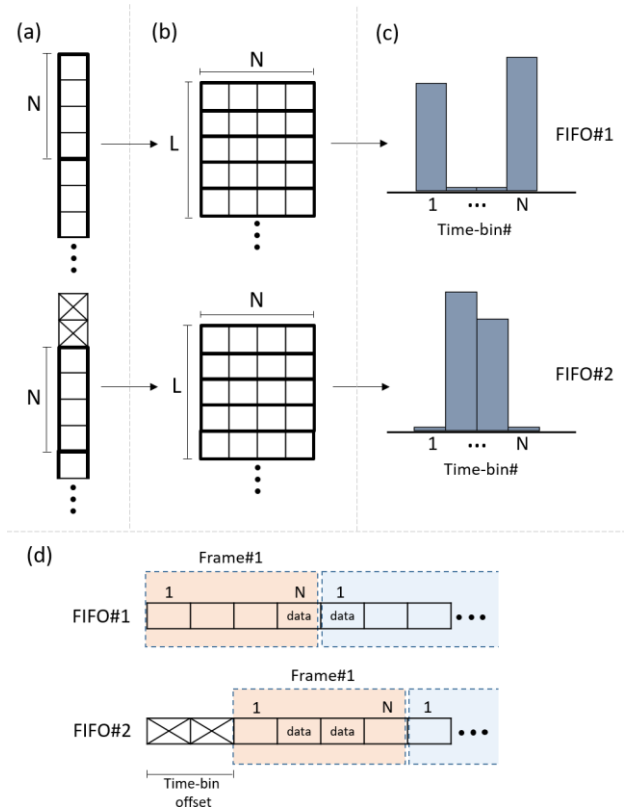 (a)
(b)
(c)
N
N
L
FIFO#1
1 ••• N
Time-bin#
N
N
L
FIFO#2
1 ••• N
Time-bin#
(d)
Frame#1
1 N 1
FIFO#1
data data
Frame#1
1 N 1
FIFO#2
data data
Time-bin
offset